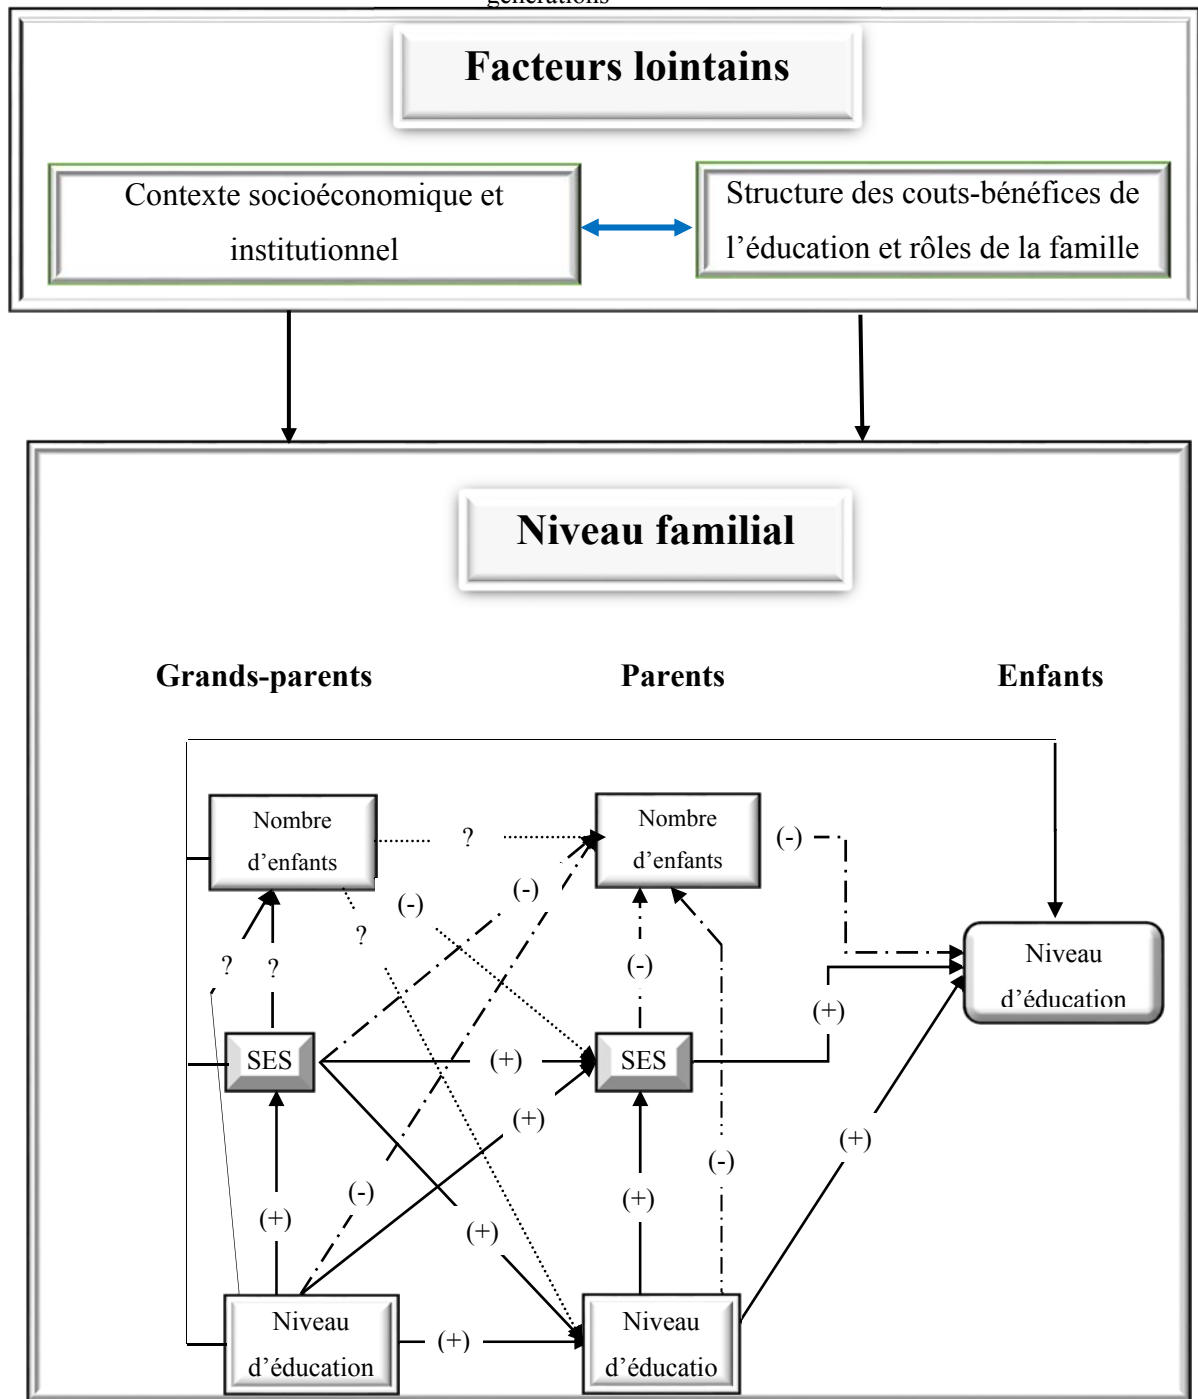 générations
Facteurs lointains
Contexte socioéconomique et
institutionnel
Structure des couts-bénéfices de
l’éducation et rôles de la famille
Niveau familial
Grands-parents
Parents
Enfants
Nombre
d’enfants
?
Nombre
d’enfants
(-)
(-)
(-)
?
?
?
(-)
Niveau
d’éducation
(+)
SES
(+)
SES
(+)
(+)
(-)
(-)
(+)
(+)
(+)
Niveau
d’éducation
(+)
Niveau
d’éducatio